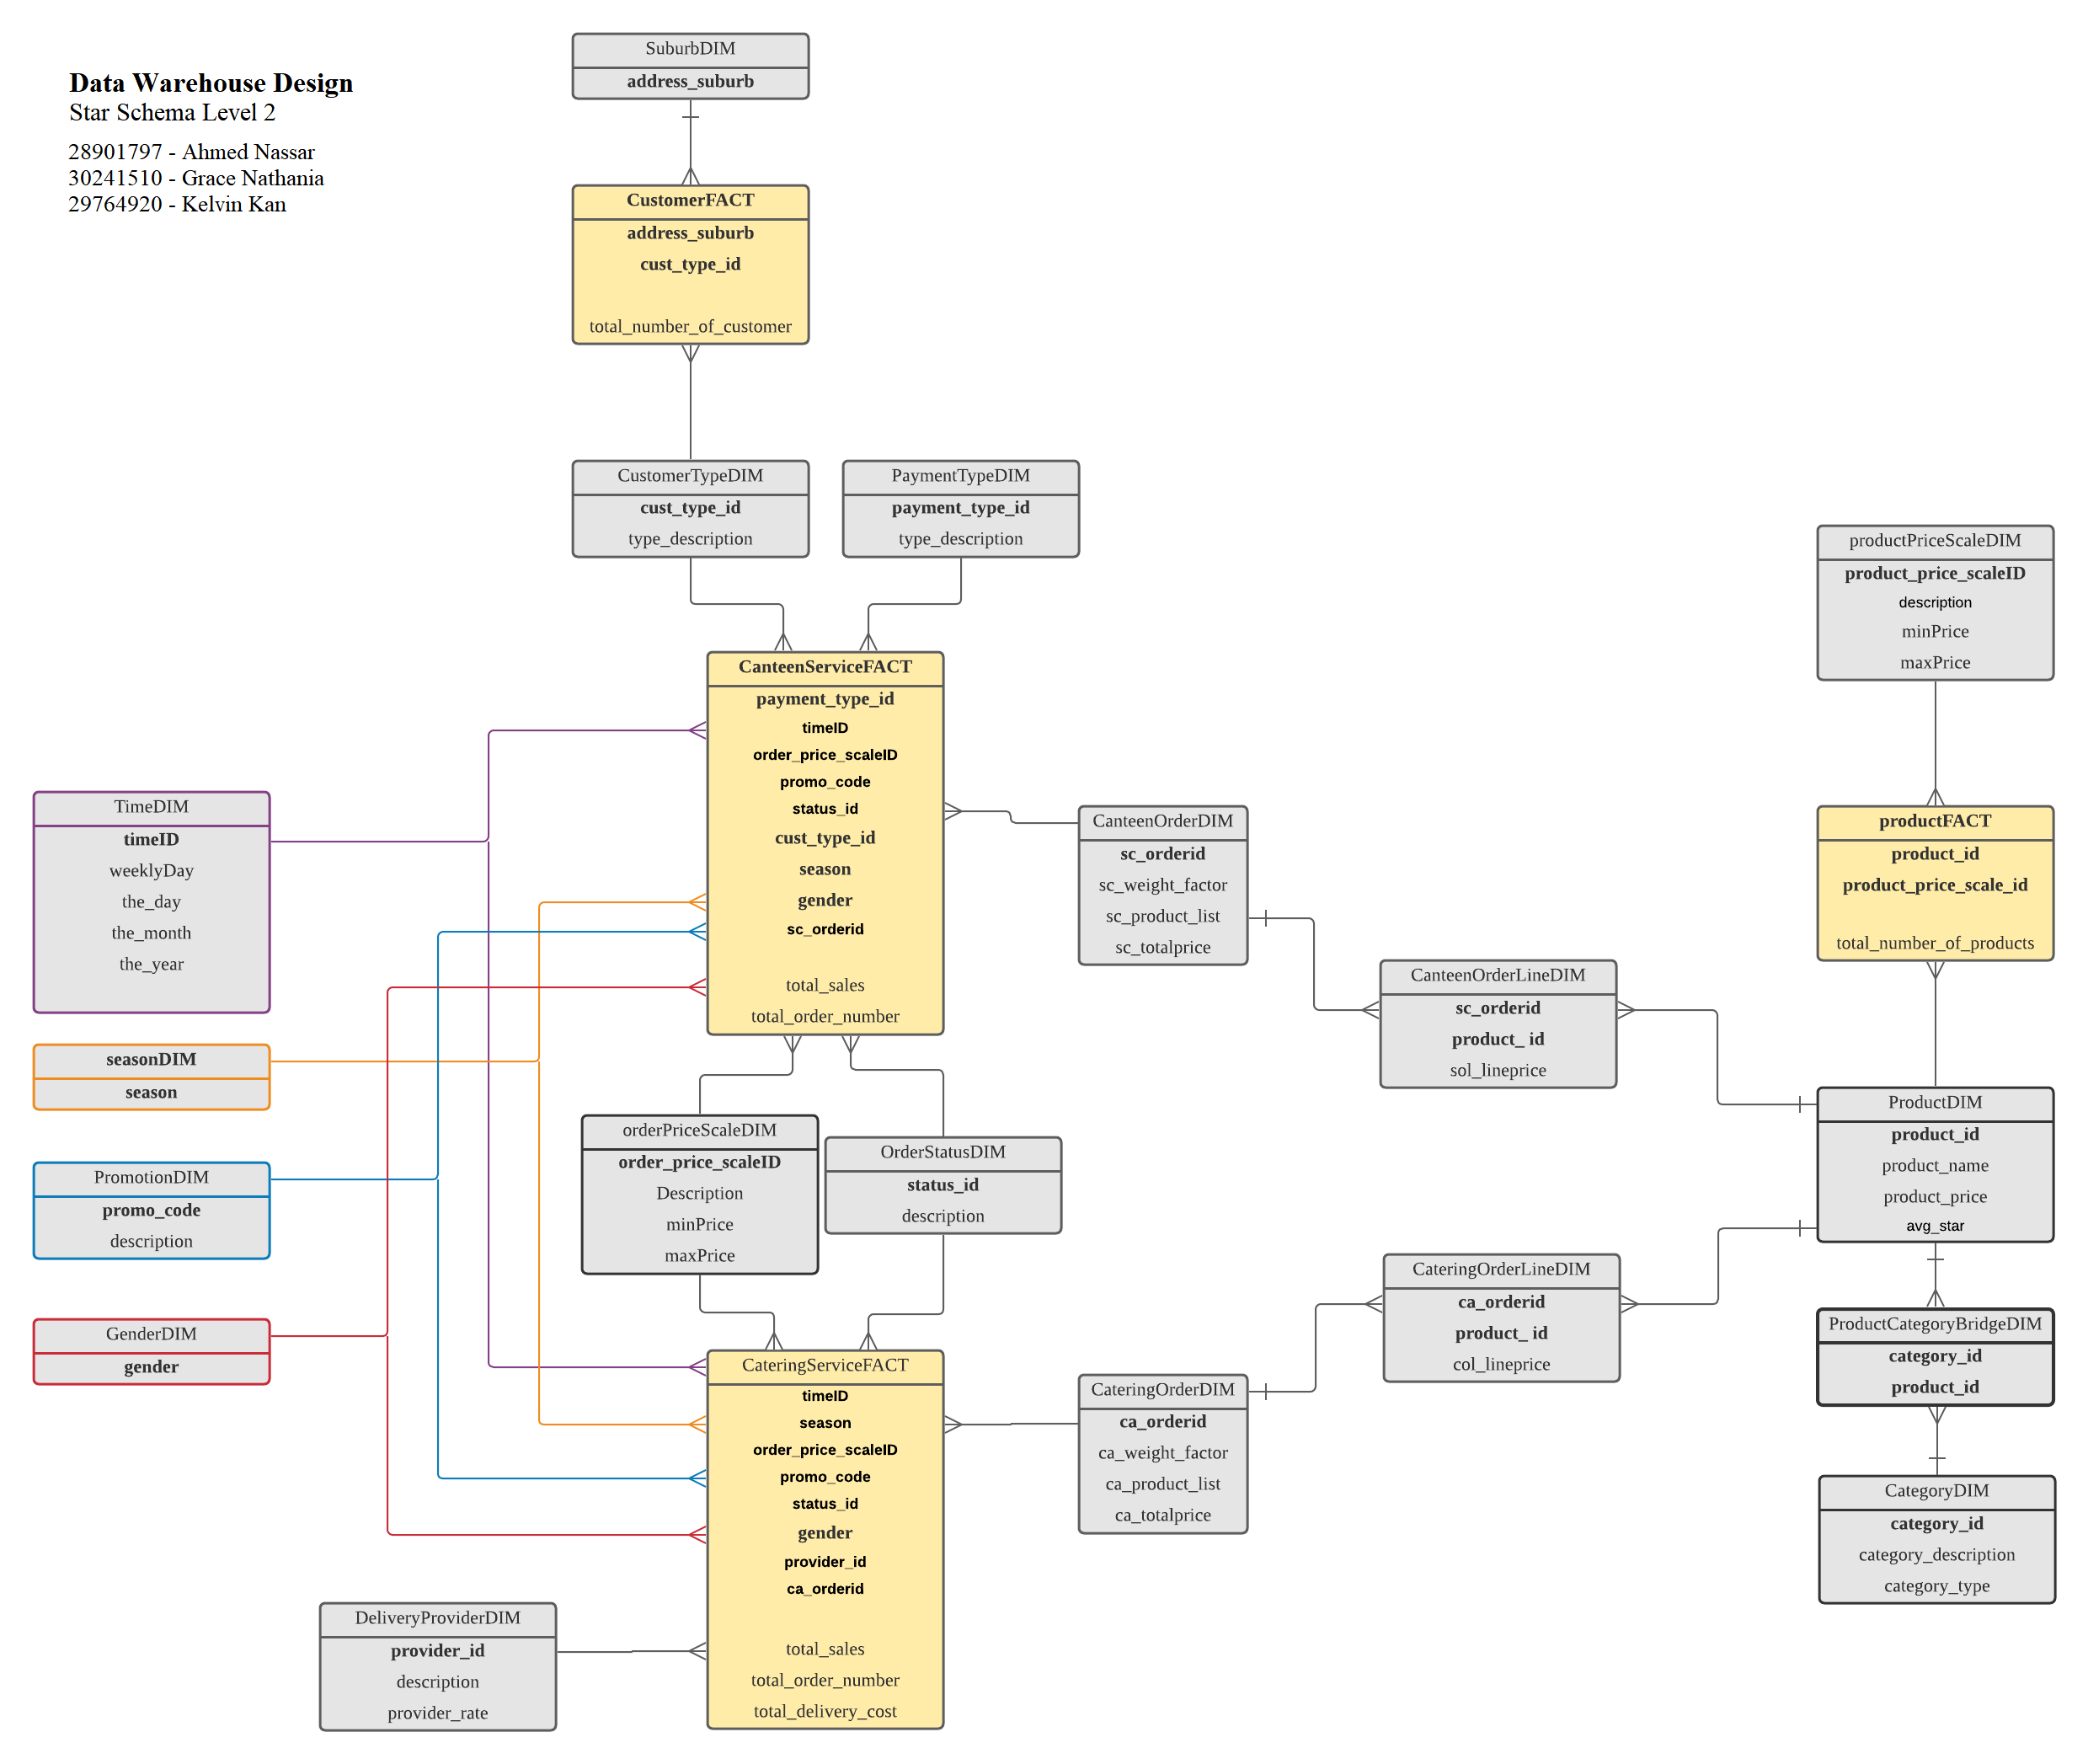 Data Warehouse Design
Star Schema Level 2
28901797 - Ahmed Nassar
30241510 - Grace Nathania
29764920 - Kelvin Kan
SuburbDIM
address_suburb
CustomerFACT
address_suburb
cust_type_id
total_number_of_customer
CustomerTypeDIM
cust_type_id
type_description
PaymentTypeDIM
payment_type_id
type_description
productPriceScaleDIM
product_price_scaleID
description
minPrice
maxPrice
CanteenServiceFACT
payment_type_id
timeID
order_price_scaleID
promo_code
status_id
cust_type_id
season
gender
sc_orderid
total_sales
total_order_number
TimeDIM
timeID
weeklyDay
the_day
the_month
the_year
CanteenOrderDIM
sc_orderid
sc_weight_factor
sc_product_list
sc_totalprice
productFACT
product_id
product_price_scale_id
total_number_of_products
CanteenOrderLineDIM
sc_orderid
product_ id
sol_lineprice
seasonDIM
season
PromotionDIM
promo_code
description
orderPriceScaleDIM
order_price_scaleID
Description
minPrice
maxPrice
OrderStatusDIM
status_id
description
ProductDIM
product_id
product_name
product_price
avg_star
GenderDIM
gender
CateringServiceFACT
timeID
season
order_price_scaleID
promo_code
status_id
gender
provider_id
ca_orderid
total_sales
total_order_number
total_delivery_cost
CateringOrderDIM
ca_orderid
ca_weight_factor
ca_product_list
ca_totalprice
CateringOrderLineDIM
ca_orderid
product_ id
col_lineprice
ProductCategoryBridgeDIM
category_id
product_id
CategoryDIM
category_id
category_description
category_type
DeliveryProviderDIM
provider_id
description
provider_rate